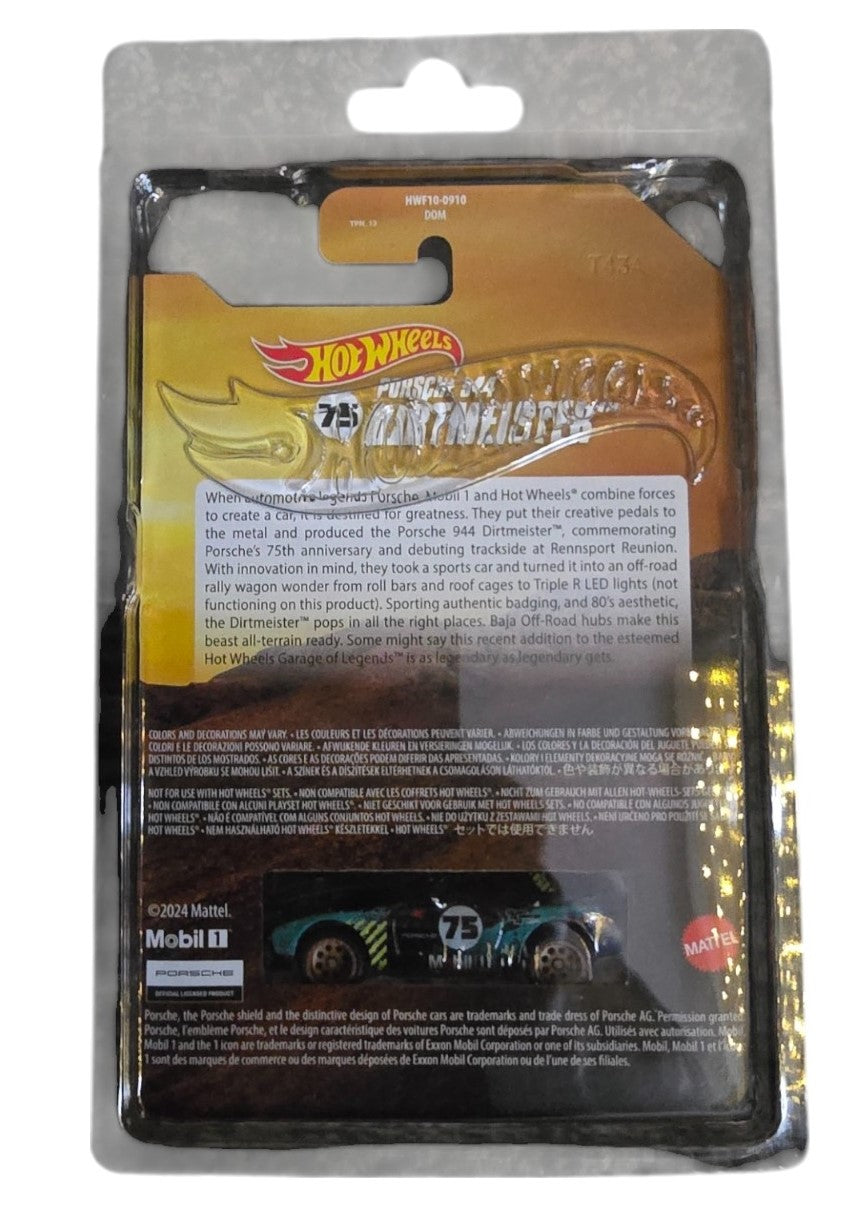 HWF10-0910
DOM
TPN_13
T43A
HOT WHEELS
PORSCHE 944
75 DIRTMEISTER™
When automotive legends Porsche, Mobil 1 and Hot Wheels® combine forces
to create a car, it is destined for greatness. They put their creative pedals to
the metal and produced the Porsche 944 Dirtmeister™, commemorating
Porsche's 75th anniversary and debuting trackside at Rennsport Reunion.
With innovation in mind, they took a sports car and turned it into an off-road
rally wagon wonder from roll bars and roof cages to Triple R LED lights (not
functioning on this product). Sporting authentic badging, and 80's aesthetic,
the Dirtmeister™ pops in all the right places. Baja Off-Road hubs make this
beast all-terrain ready. Some might say this recent addition to the esteemed
Hot Wheels Garage of Legends™ is as legendary as legendary gets.
COLORS AND DECORATIONS MAY VARY. • LES COULEURS ET LES DÉCORATIONS PEUVENT VARIER. • ABWEICHUNGEN IN FARBE UND GESTALTUNG
COLORI E LE DECORAZIONI POSSONO VARIARE. • AFWIJKENDE KLEUREN EN VERSIERINGEN MOGELIJK. • LOS COLORES Y LA DECORACIÓN DEL JUGUETE
DISTINTOS DE LOS MOSTRADOS. • AS CORES E AS DECORAÇÕES PODEM DIFERIR DAS APRESENTADAS. • KOLORY I ELEMENTY DEKORACYJNE MOGĄ SIĘ RÓŻNIĆ.
A VZHLED VÝROBKU SE MOHOU LIŠIT. • A SZÍNEK ÉS A DÍSZÍTÉSEK ELTÉRHETNEK A CSOMAGOLÁSON LÁTHATÓKTÓL. • 色や装飾が異なる場合が
NOT FOR USE WITH HOT WHEELS® SETS. • NON COMPATIBLE AVEC LES COFFRETS HOT WHEELS®. • NICHT ZUM GEBRAUCH MIT ALLEN HOT-WHEELS-SETS
• NON COMPATIBILE CON ALCUNI PLAYSET HOT WHEELS®. • NIET GESCHIKT VOOR GEBRUIK MET HOT WHEELS SETS. • NO COMPATIBLE CON ALGUNOS
HOT WHEELS®. • NÃO É COMPATÍVEL COM ALGUNS CONJUNTOS HOT WHEELS. • NIE DO UŻYTKU Z ZESTAWAMI HOT WHEELS. • NENÍ URČENO PRO POUŽITÍ SE
HOT WHEELS® • NEM HASZNÁLHATÓ HOT WHEELS® KÉSZLETEKKEL • HOT WHEELS® セットでは使用できません
©2024 Mattel.
Mobil 1
PORSCHE
OFFICIAL LICENSED PRODUCT
PORSCHE
75
MATTEL
Porsche, the Porsche shield and the distinctive design of Porsche cars are trademarks and trade dress of Porsche AG. Permission granted.
Porsche, l'emblème Porsche, et le design caractéristique des voitures Porsche sont déposés par Porsche AG. Utilisés avec autorisation. Mobil,
Mobil 1 and the 1 icon are trademarks or registered trademarks of Exxon Mobil Corporation or one of its subsidiaries. Mobil, Mobil 1 et l'icône
1 sont des marques de commerce ou des marques déposées de Exxon Mobil Corporation ou de l'une de ses filiales.